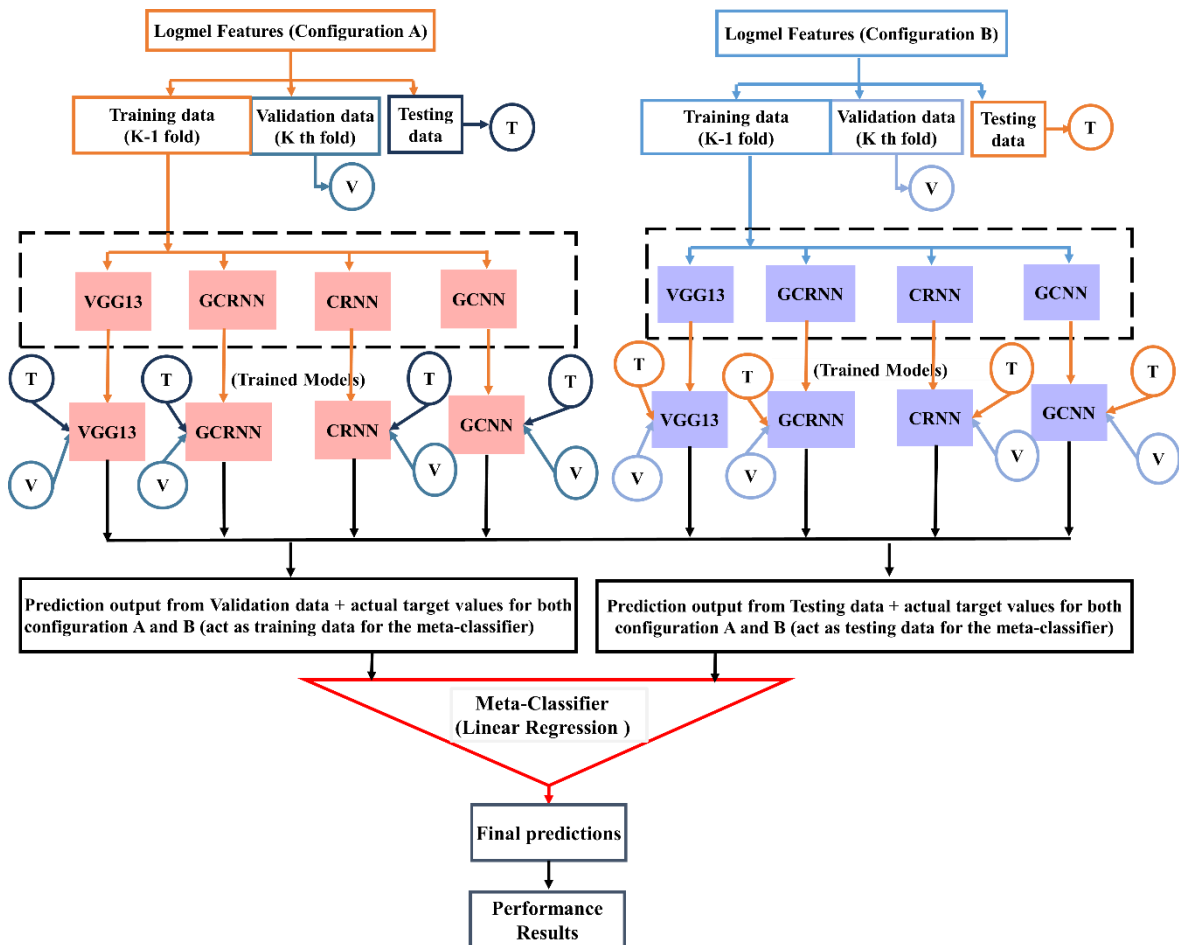 Logmel Features (Configuration A)
Logmel Features (Configuration B)
Training data
(K-1 fold)
Validation data
(K th fold)
Testing
data
T
V
Training data
(K-1 fold)
Validation data
(K th fold)
Testing
data
T
V
VGG13
GCRNN
CRNN
GCNN
VGG13
GCRNN
CRNN
GCNN
T
T
(Trained Models)
T
T
T
T
(Trained Models)
T
T
VGG13
GCRNN
CRNN
GCNN
VGG13
GCRNN
CRNN
GCNN
V
V
V
V
V
V
V
V
Prediction output from Validation data + actual target values for both
configuration A and B (act as training data for the meta-classifier)
Prediction output from Testing data + actual target values for both
configuration A and B (act as testing data for the meta-classifier)
Meta-Classifier
(Linear Regression )
Final predictions
Performance
Results